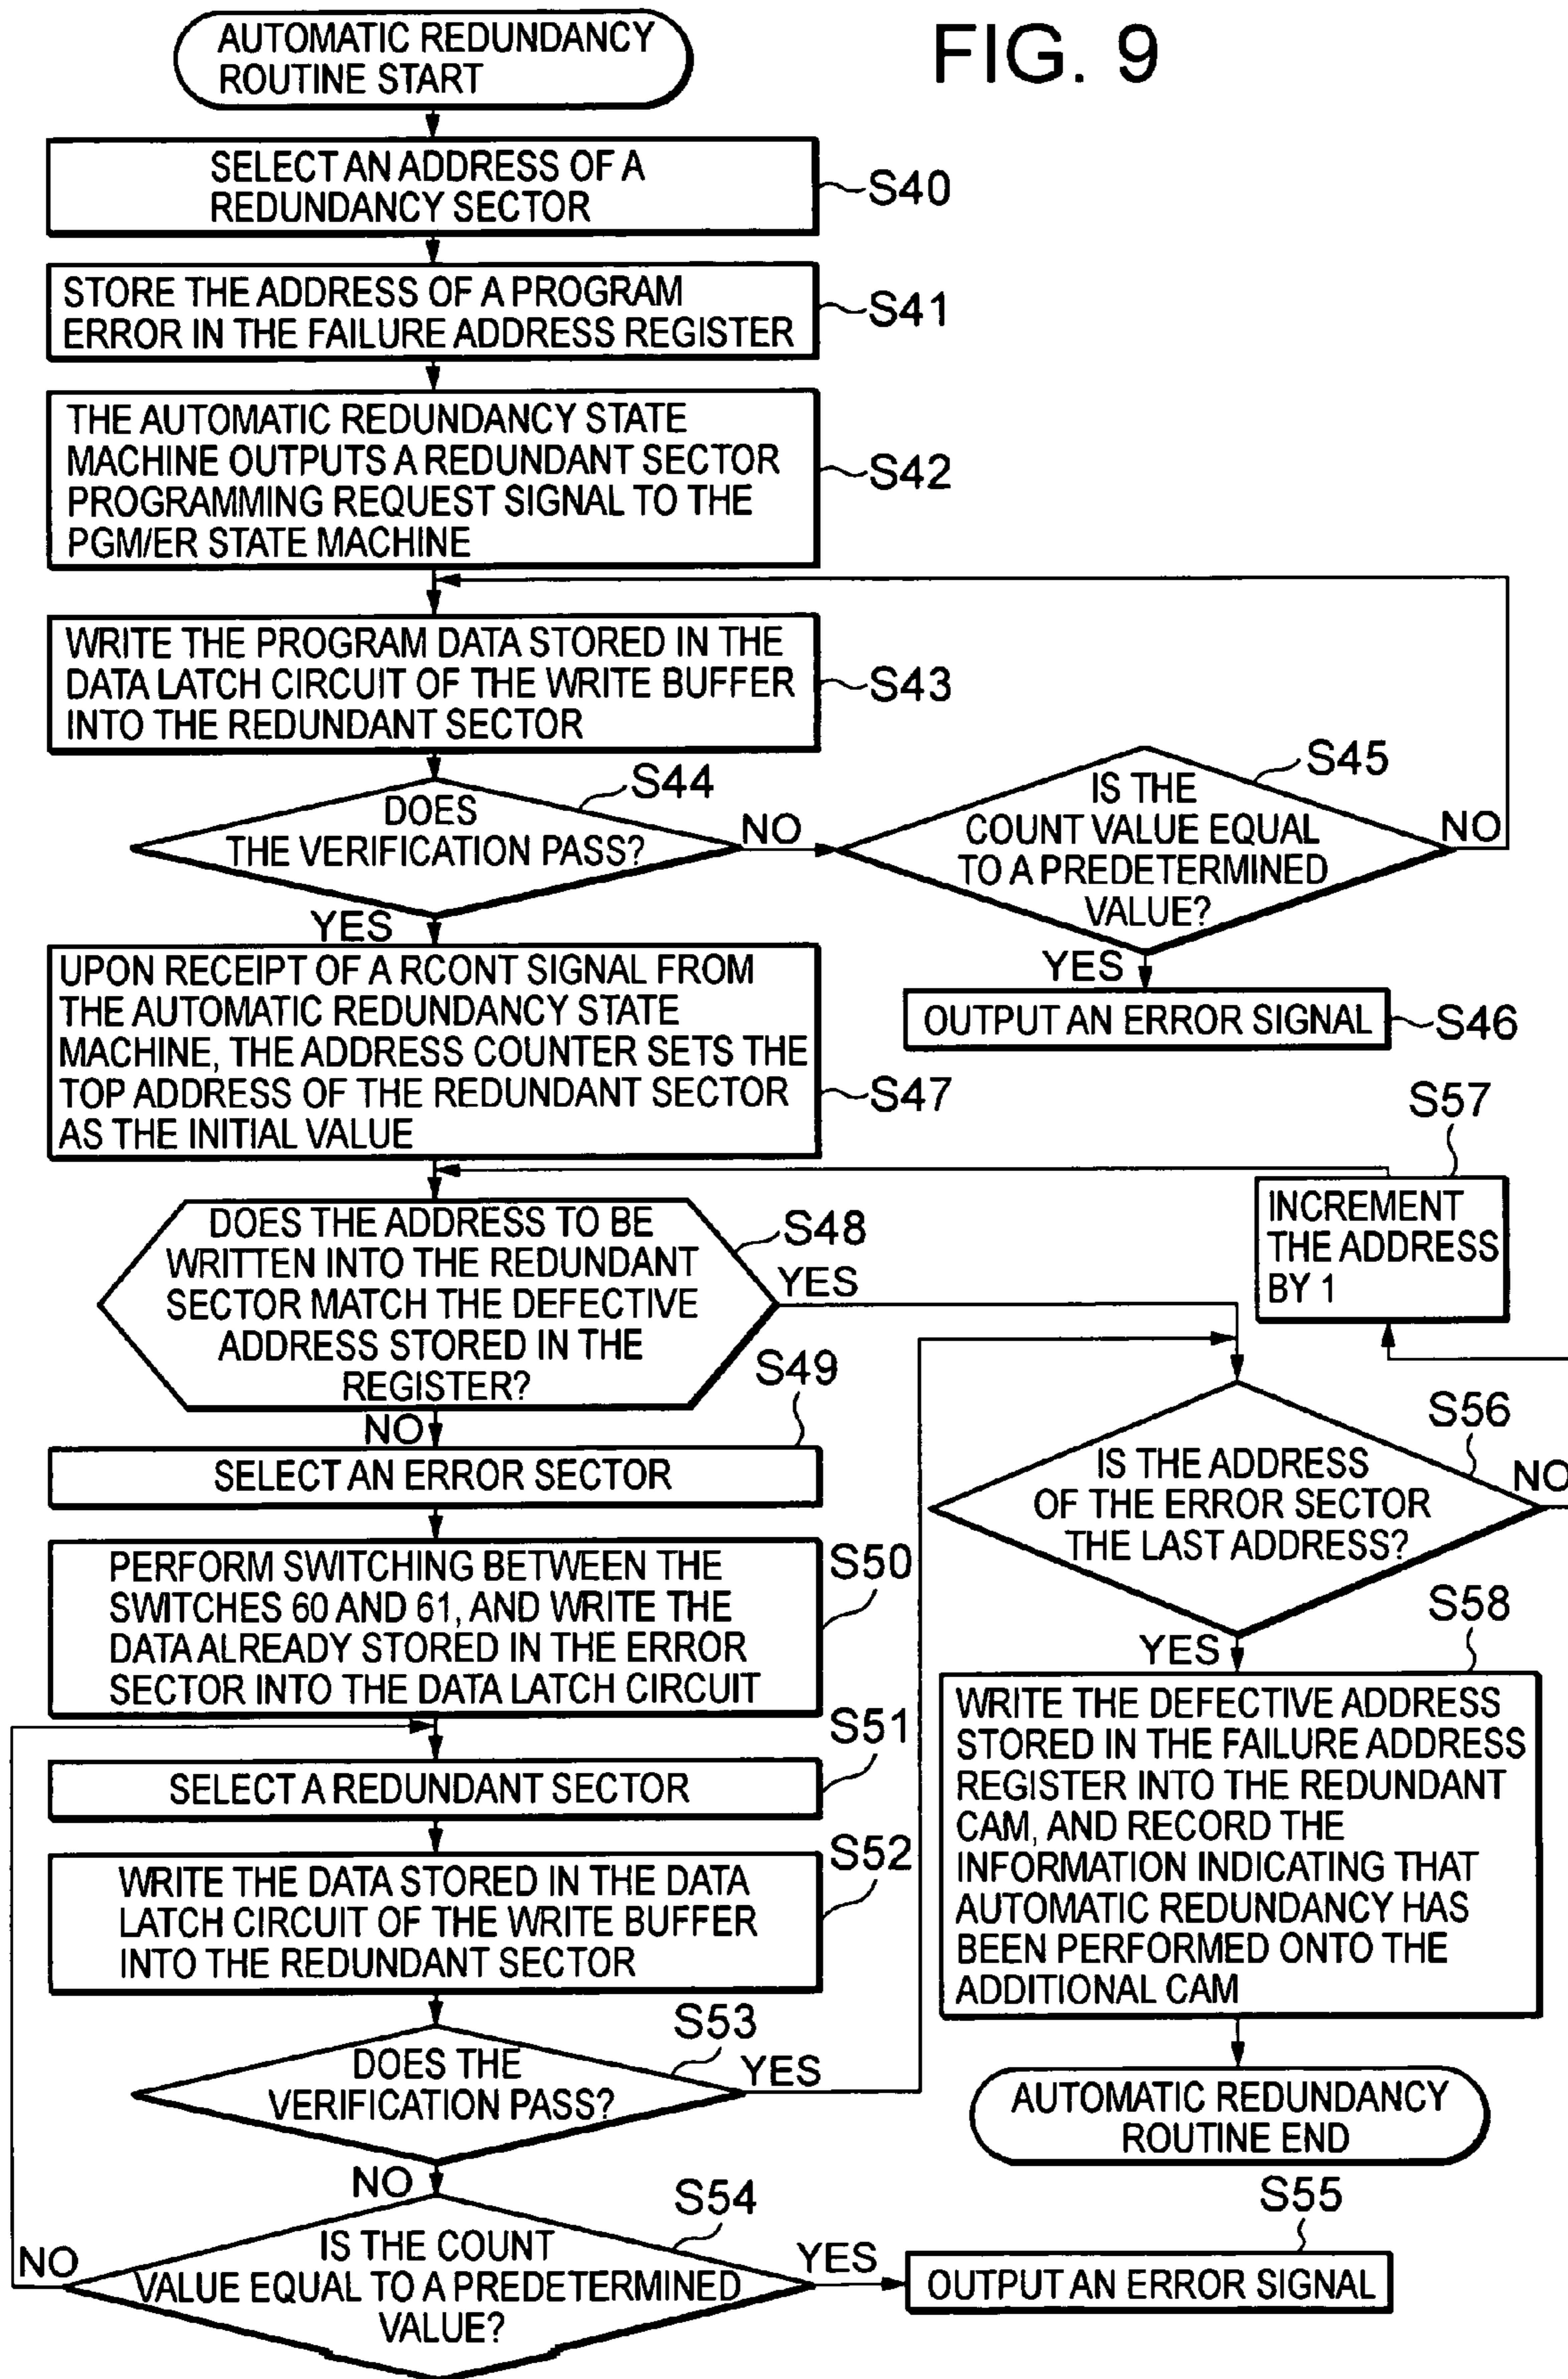 FIG. 9
AUTOMATIC REDUNDANCY
ROUTINE START
SELECT AN ADDRESS OF A
REDUNDANCY SECTOR
S40
STORE THE ADDRESS OF A PROGRAM
ERROR IN THE FAILURE ADDRESS REGISTER
S41
THE AUTOMATIC REDUNDANCY STATE
MACHINE OUTPUTS A REDUNDANT SECTOR
PROGRAMMING REQUEST SIGNAL TO THE
PGM/ER STATE MACHINE
S42
WRITE THE PROGRAM DATA STORED IN THE
DATA LATCH CIRCUIT OF THE WRITE BUFFER
INTO THE REDUNDANT SECTOR
S43
S44
DOES
THE VERIFICATION PASS?
NO
YES
S45
IS THE
COUNT VALUE EQUAL
TO A PREDETERMINED
VALUE?
NO
YES
OUTPUT AN ERROR SIGNAL
S46
UPON RECEIPT OF A RCONT SIGNAL FROM
THE AUTOMATIC REDUNDANCY STATE
MACHINE, THE ADDRESS COUNTER SETS THE
TOP ADDRESS OF THE REDUNDANT SECTOR
AS THE INITIAL VALUE
S47
S57
INCREMENT
THE ADDRESS
BY 1
DOES THE ADDRESS TO BE
WRITTEN INTO THE REDUNDANT
SECTOR MATCH THE DEFECTIVE
ADDRESS STORED IN THE
REGISTER?
S48
YES
NO
S49
SELECT AN ERROR SECTOR
PERFORM SWITCHING BETWEEN THE
SWITCHES 60 AND 61, AND WRITE THE
DATA ALREADY STORED IN THE ERROR
SECTOR INTO THE DATA LATCH CIRCUIT
S50
S51
SELECT A REDUNDANT SECTOR
S52
WRITE THE DATA STORED IN THE DATA
LATCH CIRCUIT OF THE WRITE BUFFER
INTO THE REDUNDANT SECTOR
S53
DOES THE
VERIFICATION PASS?
YES
NO
S54
IS THE COUNT
VALUE EQUAL TO A PREDETERMINED
VALUE?
NO
YES
S55
OUTPUT AN ERROR SIGNAL
S56
IS THE ADDRESS
OF THE ERROR SECTOR
THE LAST ADDRESS?
NO
YES
S58
WRITE THE DEFECTIVE ADDRESS
STORED IN THE FAILURE ADDRESS
REGISTER INTO THE REDUNDANT
CAM, AND RECORD THE
INFORMATION INDICATING THAT
AUTOMATIC REDUNDANCY HAS
BEEN PERFORMED ONTO THE
ADDITIONAL CAM
AUTOMATIC REDUNDANCY
ROUTINE END